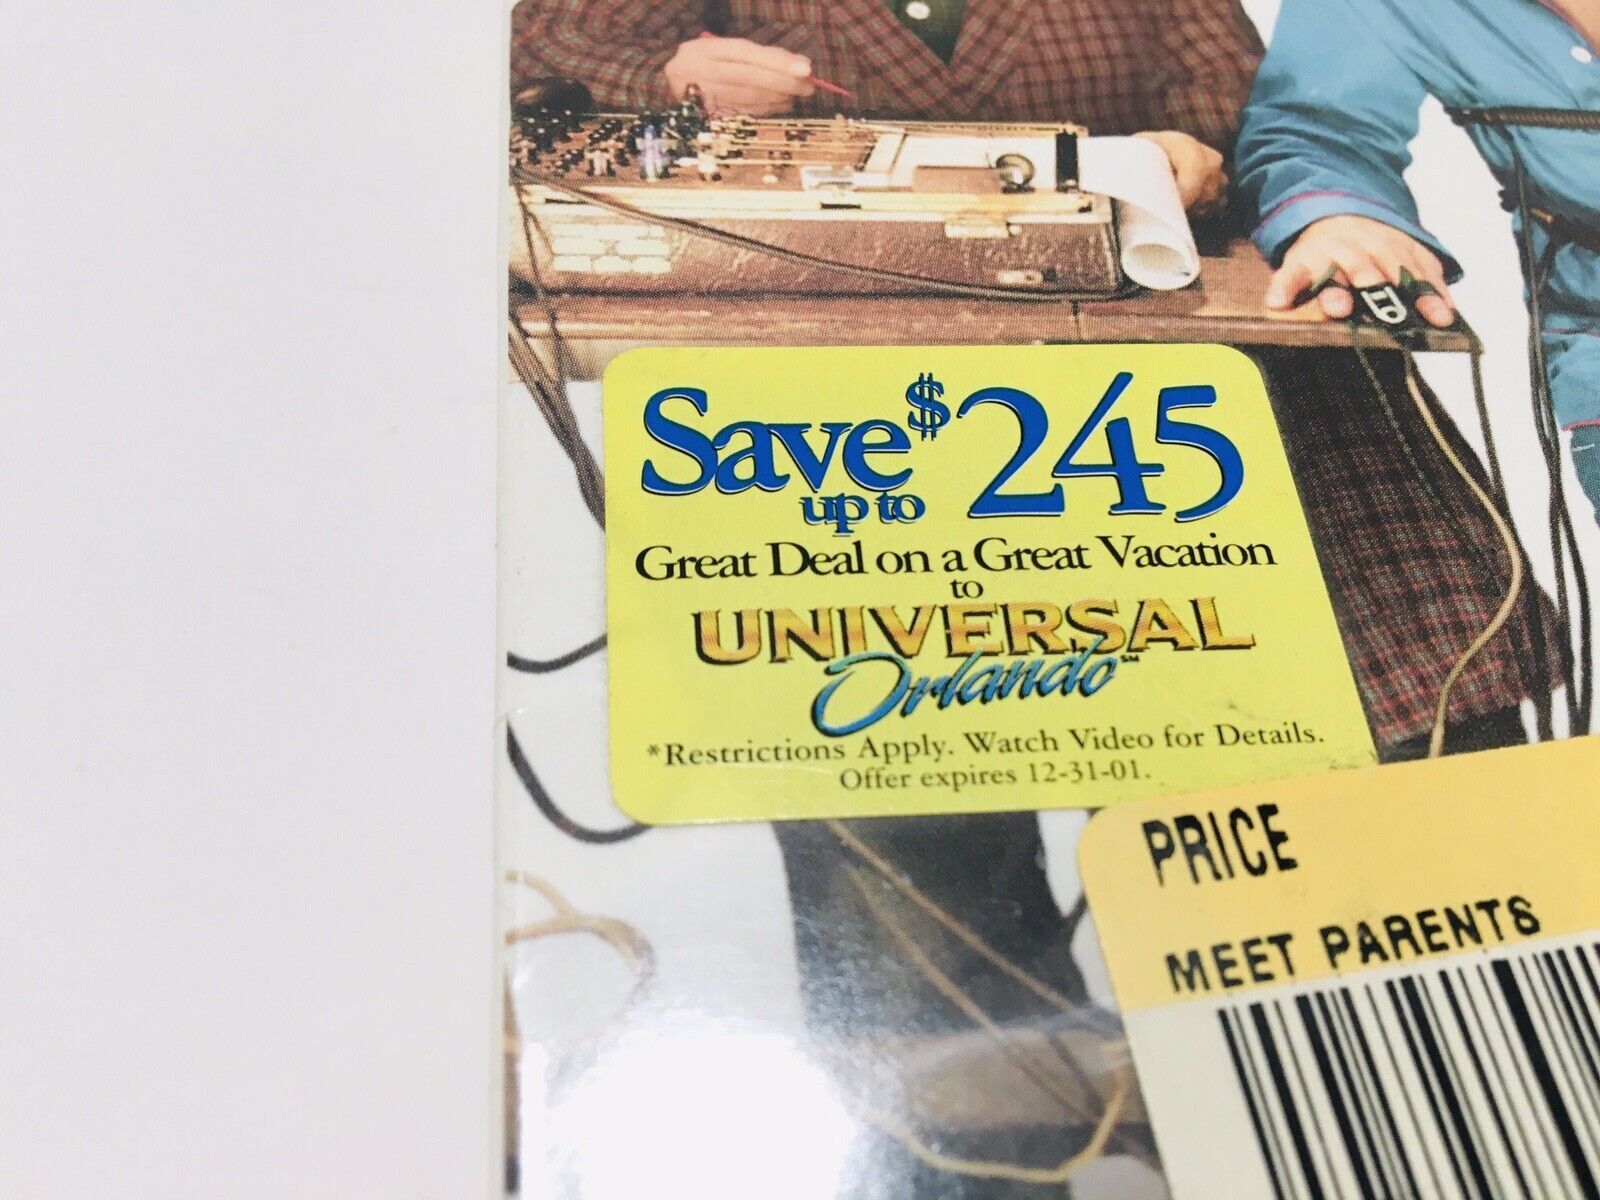 Save $245
up to
Great Deal on a Great Vacation
to
UNIVERSAL
Orlando℠
*Restrictions Apply. Watch Video for Details.
Offer expires 12-31-01.
PRICE
MEET PARENTS